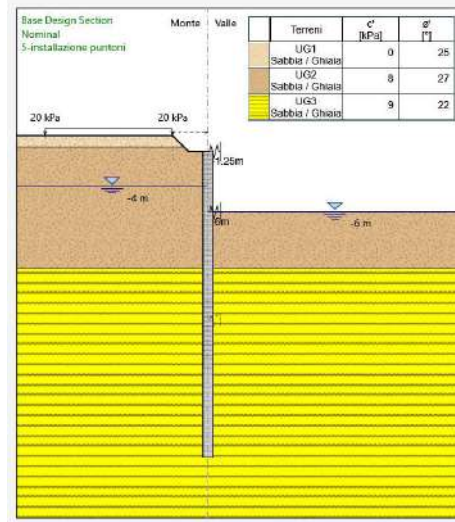 Base Design Section
Nominal
5-installazione puntoni
Monte
Valle
Terreni c' [kPa] ø' [°]
UG1 Sabbia / Ghiaia 0 25
UG2 Sabbia / Ghiaia 8 27
UG3 Sabbia / Ghiaia 9 22
20 kPa
20 kPa
1.25m
-4 m
6m
-6 m